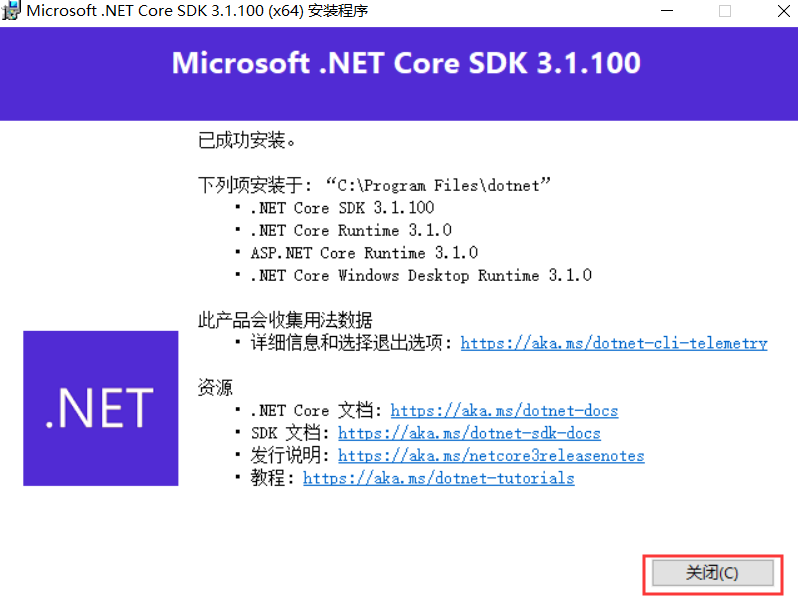 Microsoft .NET Core SDK 3.1.100 (x64) 安装程序
Microsoft .NET Core SDK 3.1.100
已成功安装。
下列项安装于: “C:\Program Files\dotnet”
• .NET Core SDK 3.1.100
• .NET Core Runtime 3.1.0
• ASP.NET Core Runtime 3.1.0
• .NET Core Windows Desktop Runtime 3.1.0
此产品会收集用法数据
• 详细信息和选择退出选项: https://aka.ms/dotnet-cli-telemetry
资源
• .NET Core 文档: https://aka.ms/dotnet-docs
• SDK 文档: https://aka.ms/dotnet-sdk-docs
• 发行说明: https://aka.ms/netcore3releasenotes
• 教程: https://aka.ms/dotnet-tutorials
.NET
关闭(C)